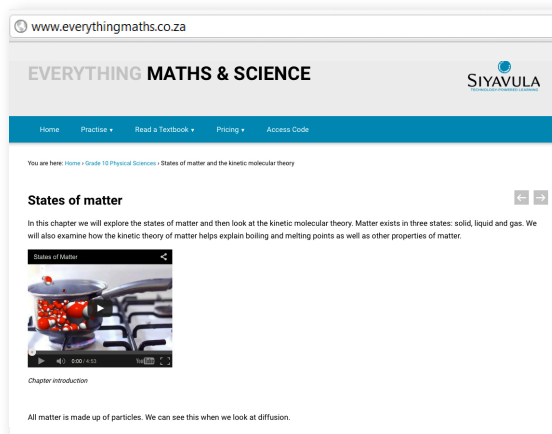 www.everythingmaths.co.za
EVERYTHING MATHS & SCIENCE
SIYAVULA
TECHNOLOGY POWERED LEARNING
Home Practise ▾ Read a Textbook ▾ Pricing ▾ Access Code
You are here: Home › Grade 10 Physical Sciences › States of matter and the kinetic molecular theory
States of matter
In this chapter we will explore the states of matter and then look at the kinetic molecular theory. Matter exists in three states: solid, liquid and gas. We
will also examine how the kinetic theory of matter helps explain boiling and melting points as well as other properties of matter.
States of Matter
0:00 / 4:53 YouTube
Chapter introduction
All matter is made up of particles. We can see this when we look at diffusion.